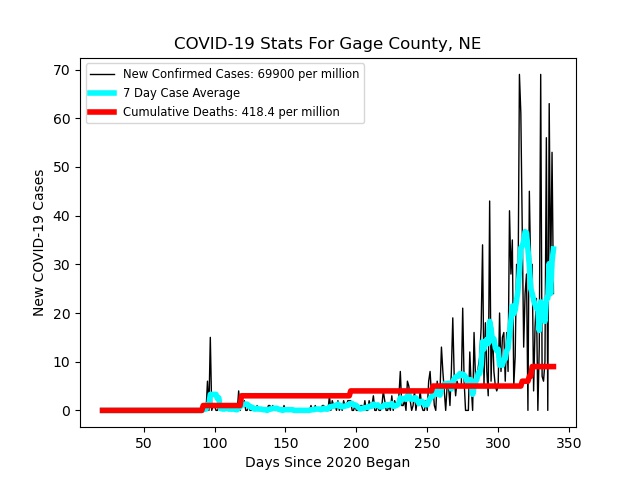 COVID-19 Stats For Gage County, NE
New Confirmed Cases: 69900 per million
7 Day Case Average
Cumulative Deaths: 418.4 per million
New COVID-19 Cases
70
60
50
40
30
20
10
0
50 100 150 200 250 300 350
Days Since 2020 Began